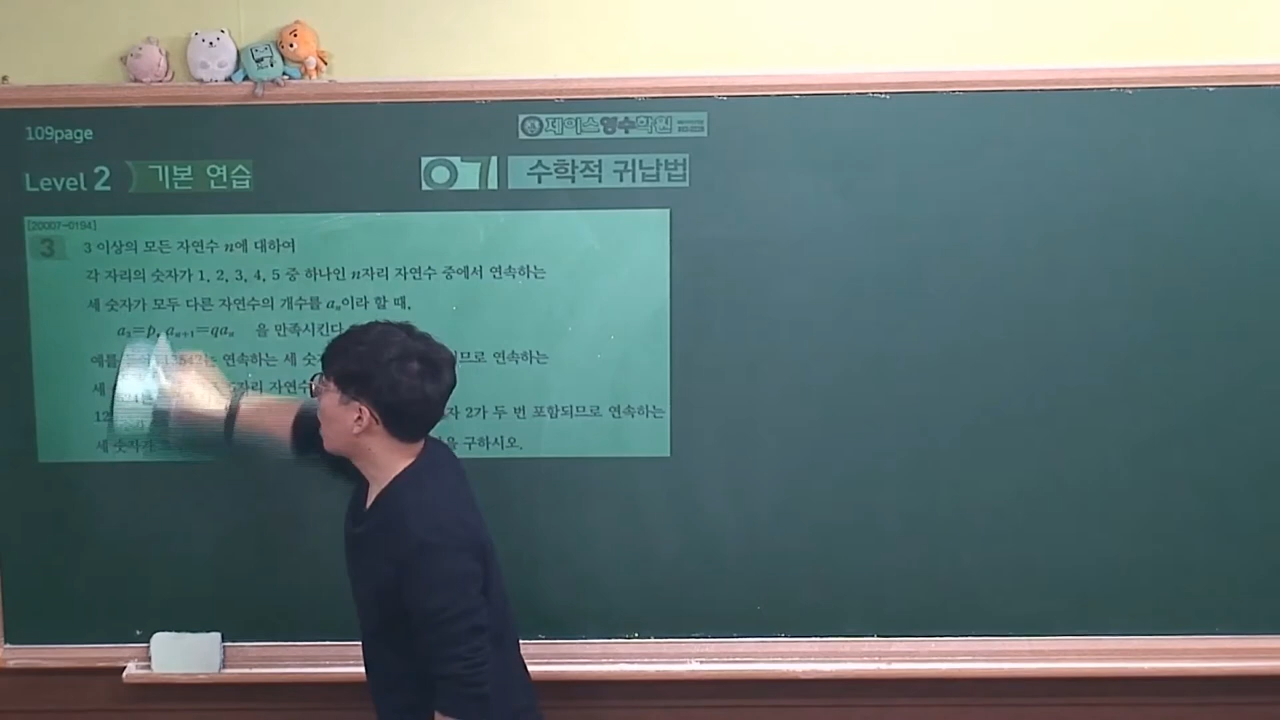 109page
제이스영수학원
Level 2 기본 연습
07 수학적 귀납법
[20007-0194]
3 3 이상의 모든 자연수 n에 대하여
각 자리의 숫자가 1, 2, 3, 4, 5 중 하나인 n자리 자연수 중에서 연속하는
세 숫자가 모두 다른 자연수의 개수를 aₙ이라 할 때,
a₃=p, aₙ₊₁=qaₙ 을 만족시킨다
예를 는 연속하는 세 숫 므로 연속하는
세 5자리 자연수
12 자 2가 두 번 포함되므로 연속하는
세 숫자가 을 구하시오.